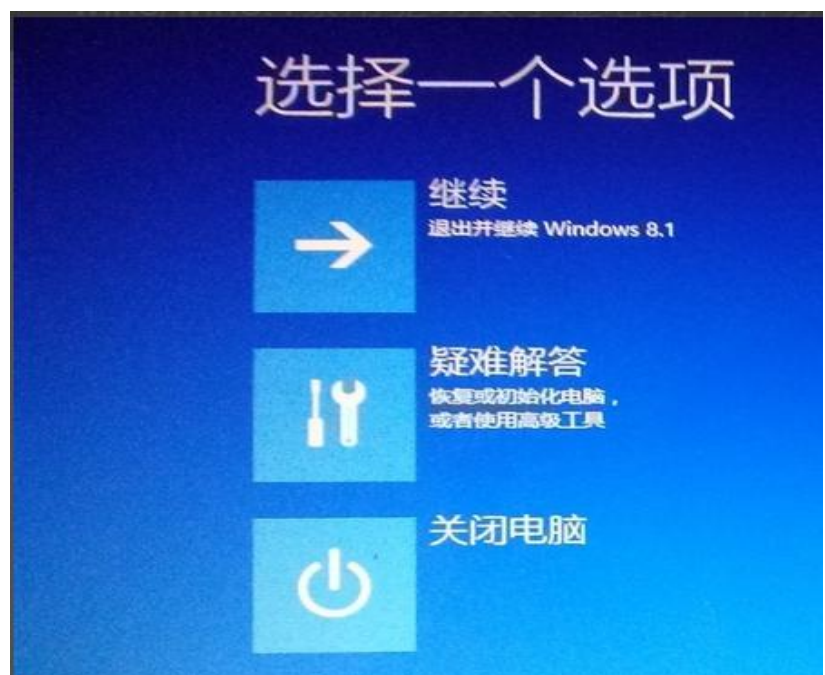 选择一个选项
继续
退出并继续 Windows 8.1
疑难解答
恢复或初始化电脑，
或者使用高级工具
关闭电脑